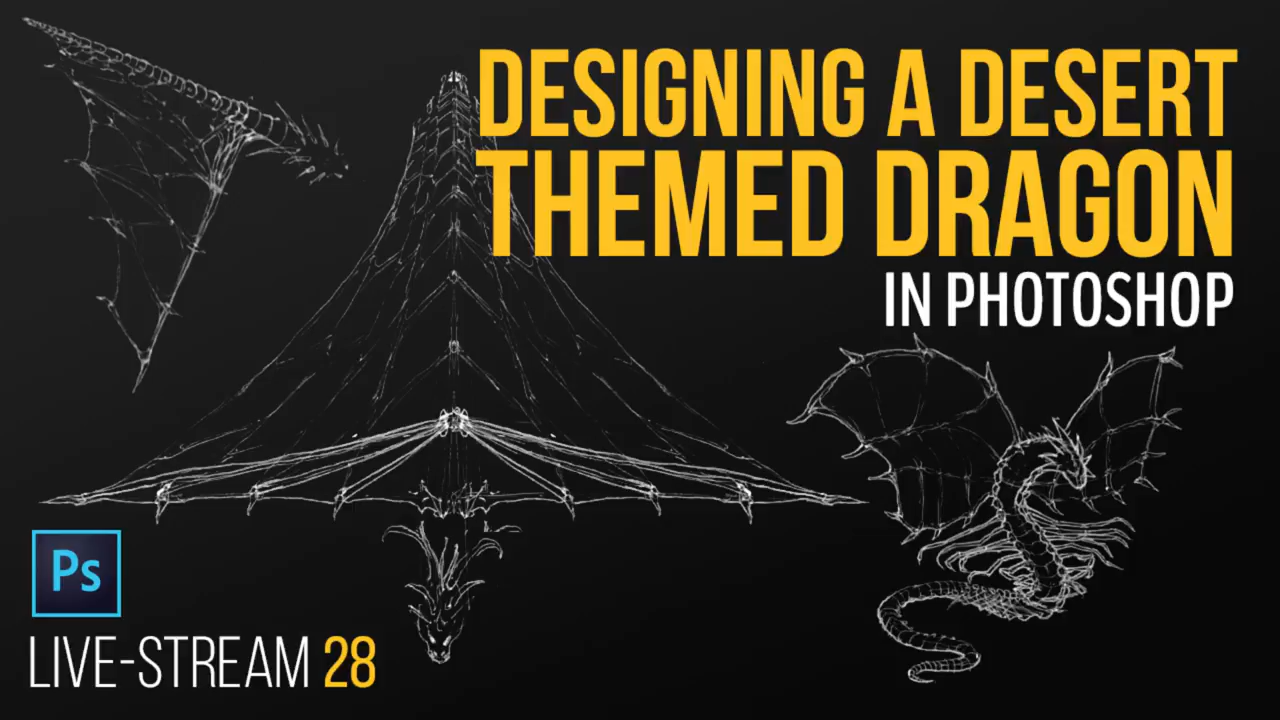 DESIGNING A DESERT
THEMED DRAGON
IN PHOTOSHOP
Ps
LIVE-STREAM 28